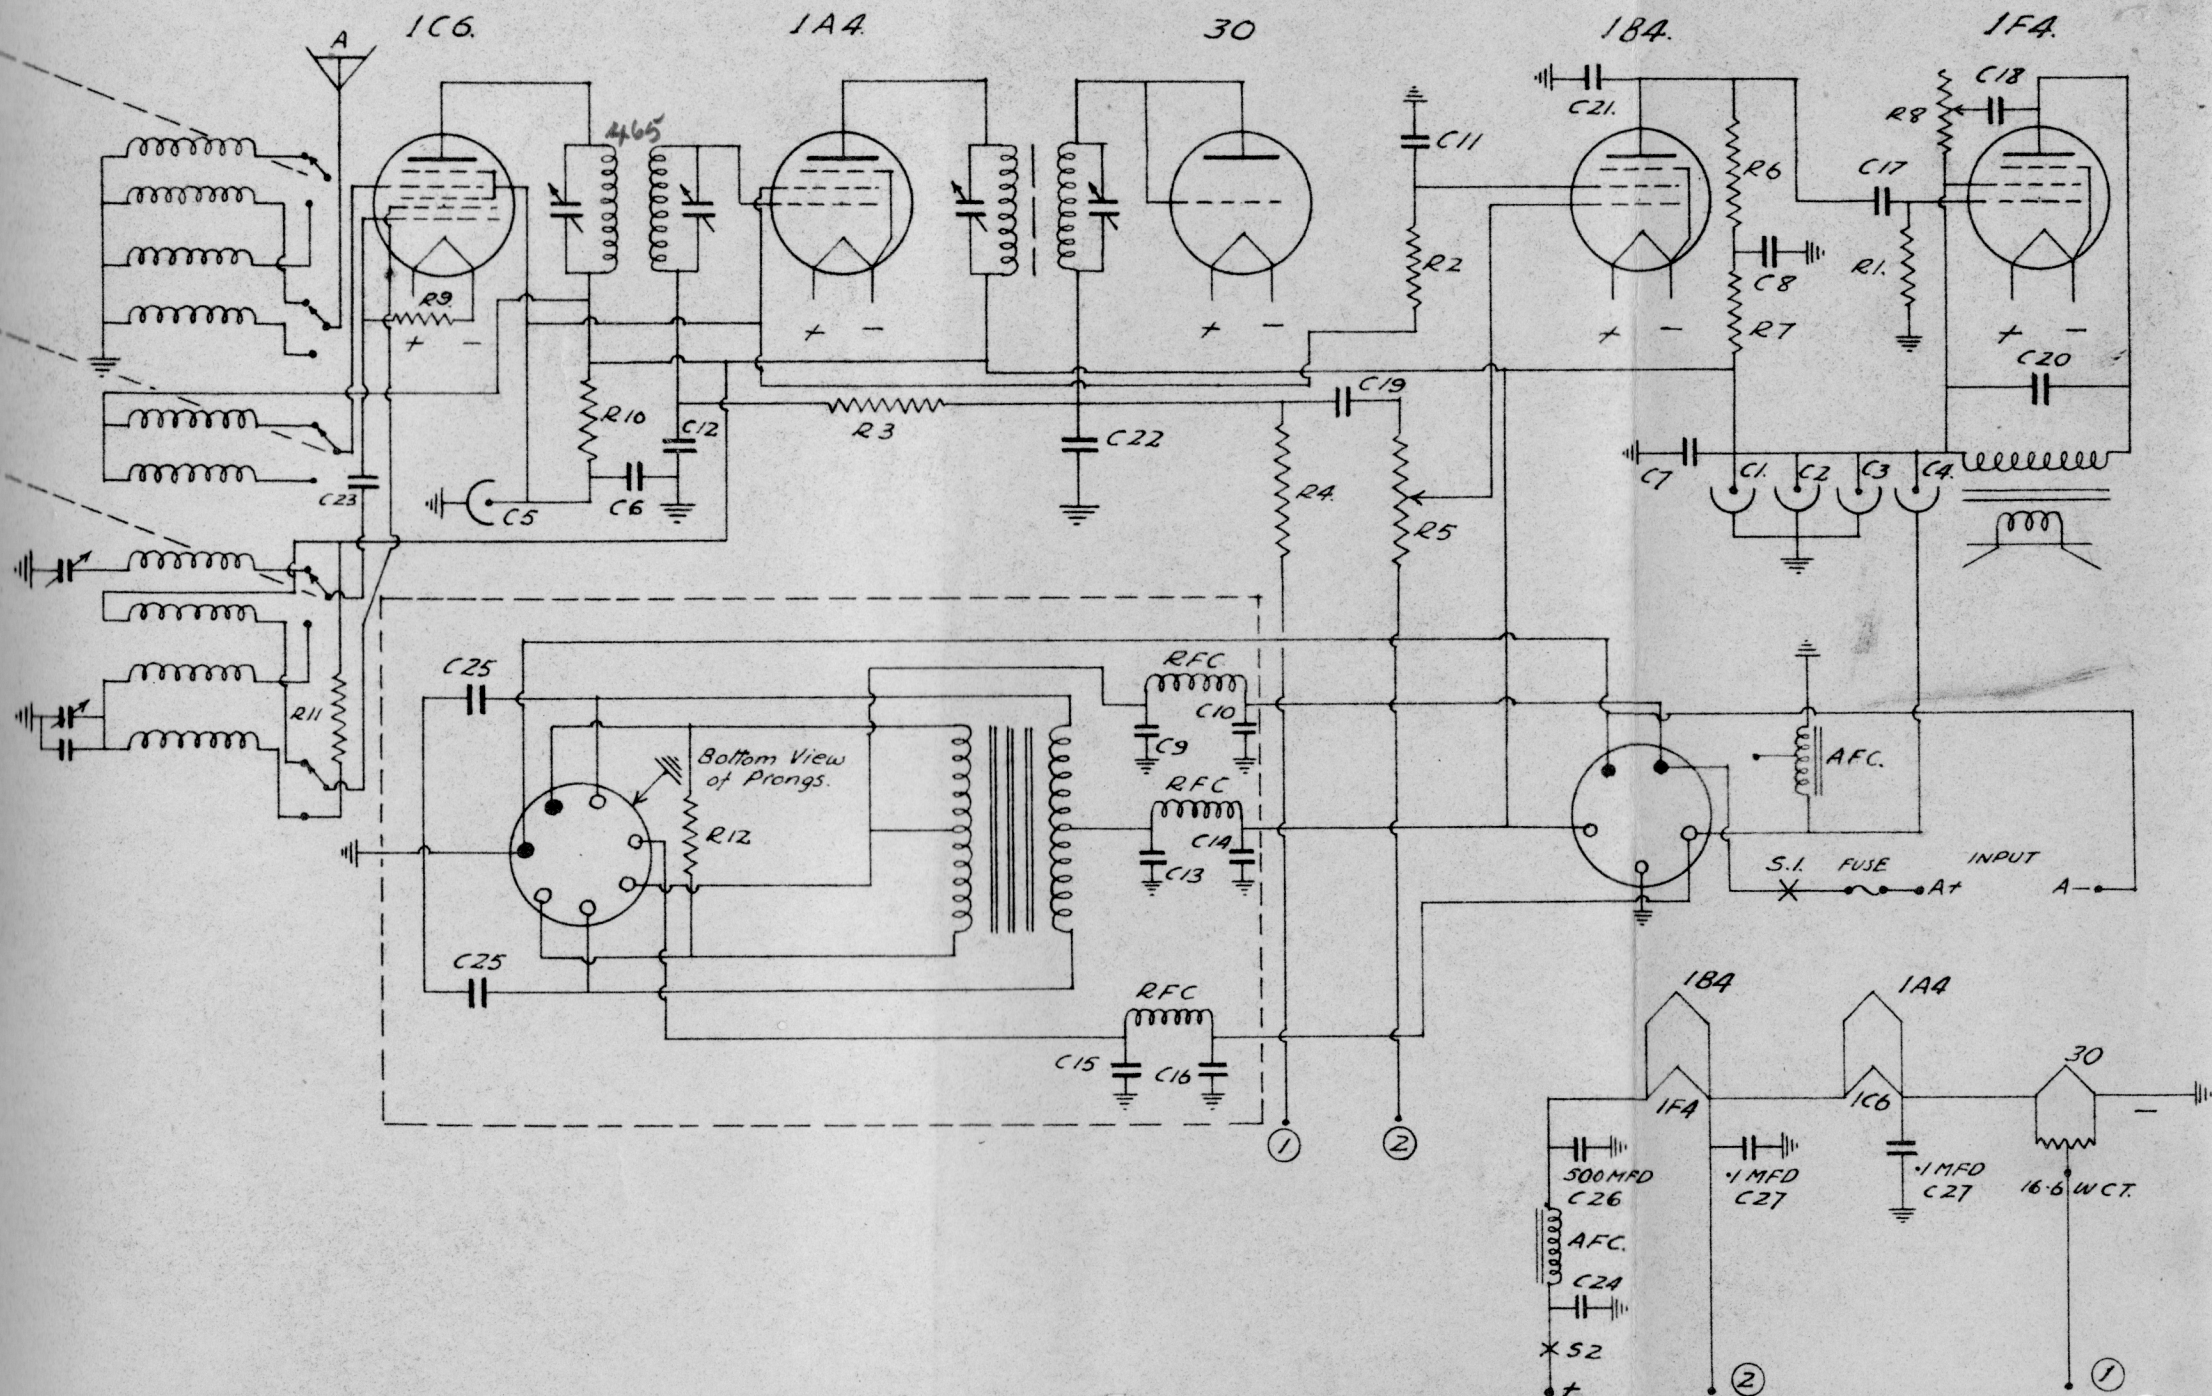 1C6.
1A4.
30
1B4.
1F4.
A
465
C21.
C11
C18
R8
R6
C17
R2
C8
R1.
R9.
+ −
+ −
+ −
+ −
+ −
R7
C20
C19
R10
C12
R3
C22
C23
C5
C6
R4.
R5
C7
C1.
C2
C3
C4.
C25
RFC
C10
C9
R11
Bottom View
of Prongs.
AFC.
RFC
R12
C14
C13
S.1.
FUSE
INPUT
A+
A−
C25
RFC
C15
C16
1B4
1A4
30
1F4
1C6
−
1
2
500MFD
C26
·1 MFD
C27
·1 MFD
C27
16·6 W CT.
AFC.
C24
S2
+
2
1